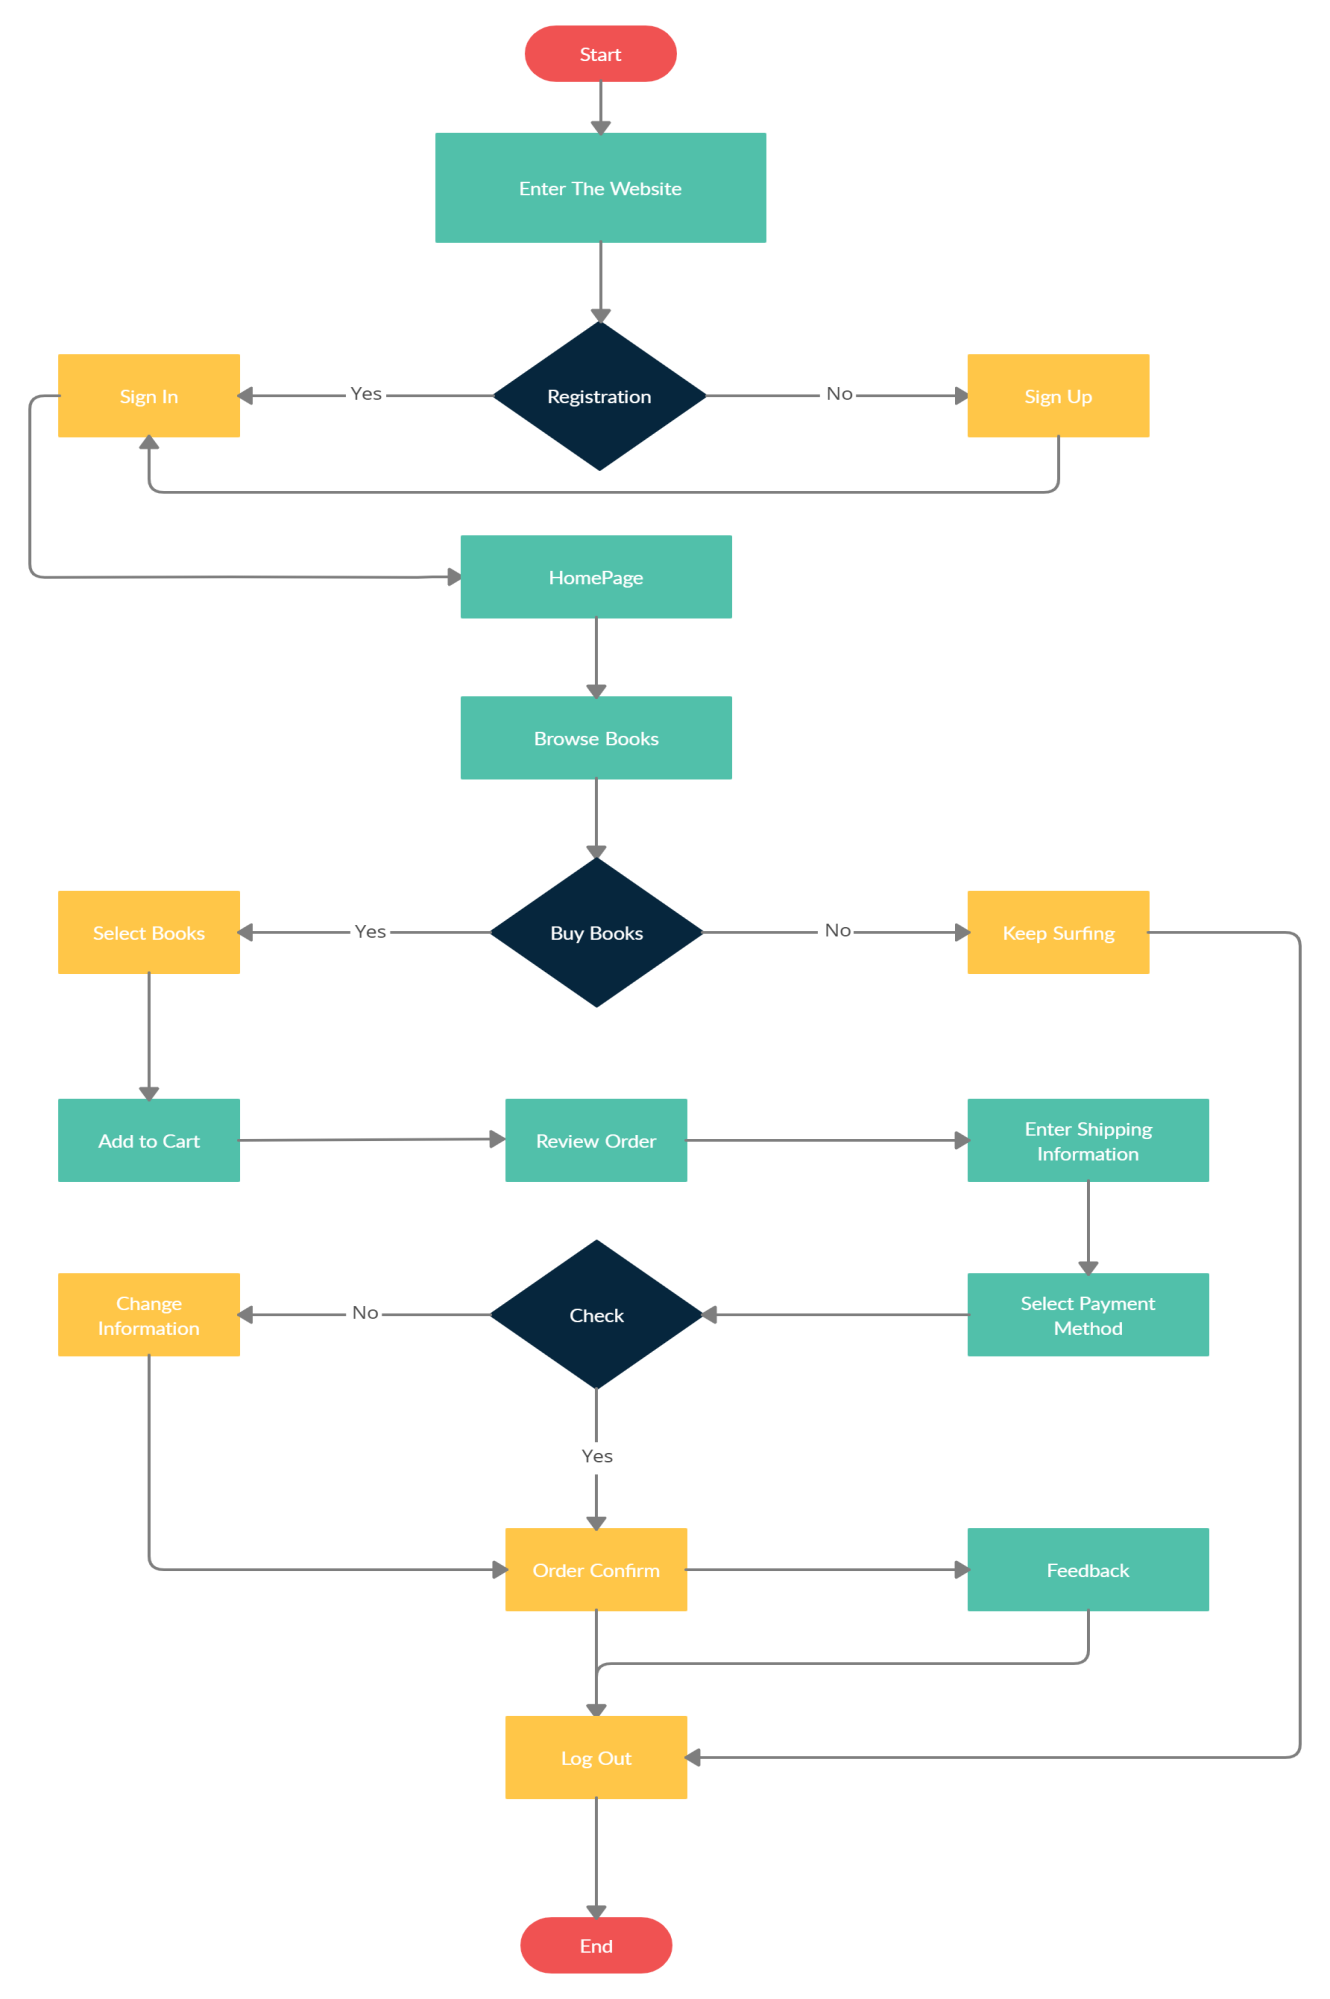 Start
Enter The Website
Sign In
Yes
Registration
No
Sign Up
HomePage
Browse Books
Select Books
Yes
Buy Books
No
Keep Surfing
Add to Cart
Review Order
Enter Shipping
Information
Change
Information
No
Check
Select Payment
Method
Yes
Order Confirm
Feedback
Log Out
End